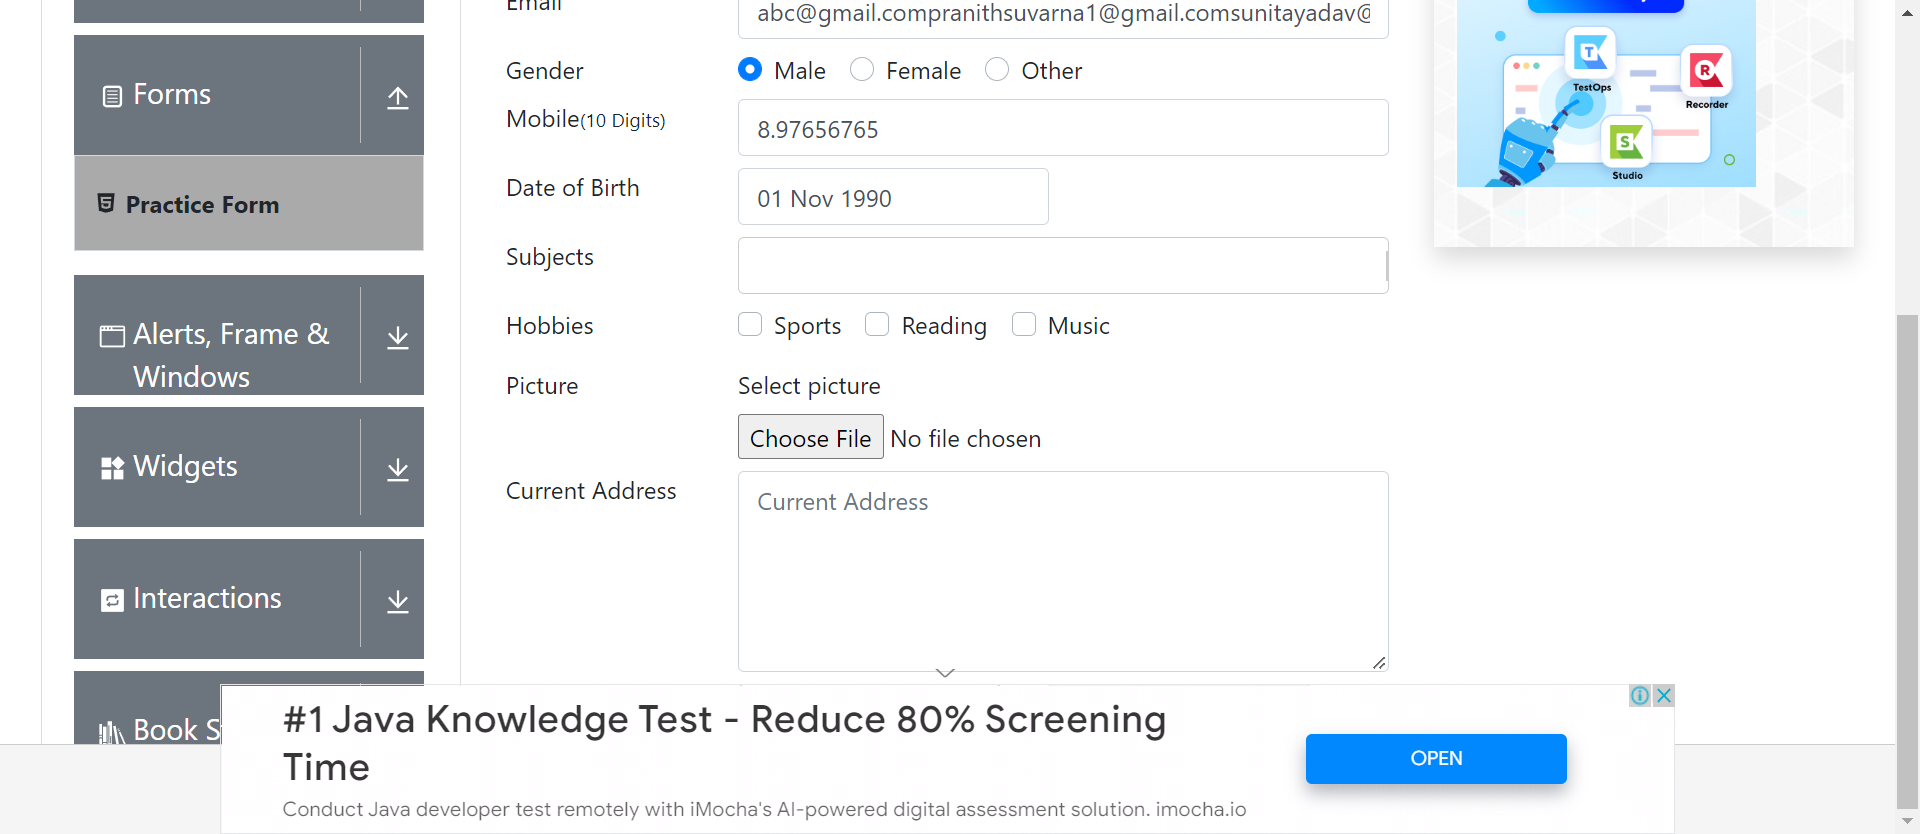 Email
abc@gmail.compranithsuvarna1@gmail.comsunitayadav@
Forms
Gender
Male
Female
Other
Mobile(10 Digits)
8.97656765
Practice Form
Date of Birth
01 Nov 1990
Subjects
Alerts, Frame &
Windows
Hobbies
Sports
Reading
Music
Picture
Select picture
Choose File No file chosen
Widgets
Current Address
Current Address
Interactions
Book S
TestOps
Recorder
Studio
#1 Java Knowledge Test - Reduce 80% Screening
Time
Conduct Java developer test remotely with iMocha's AI-powered digital assessment solution. imocha.io
OPEN